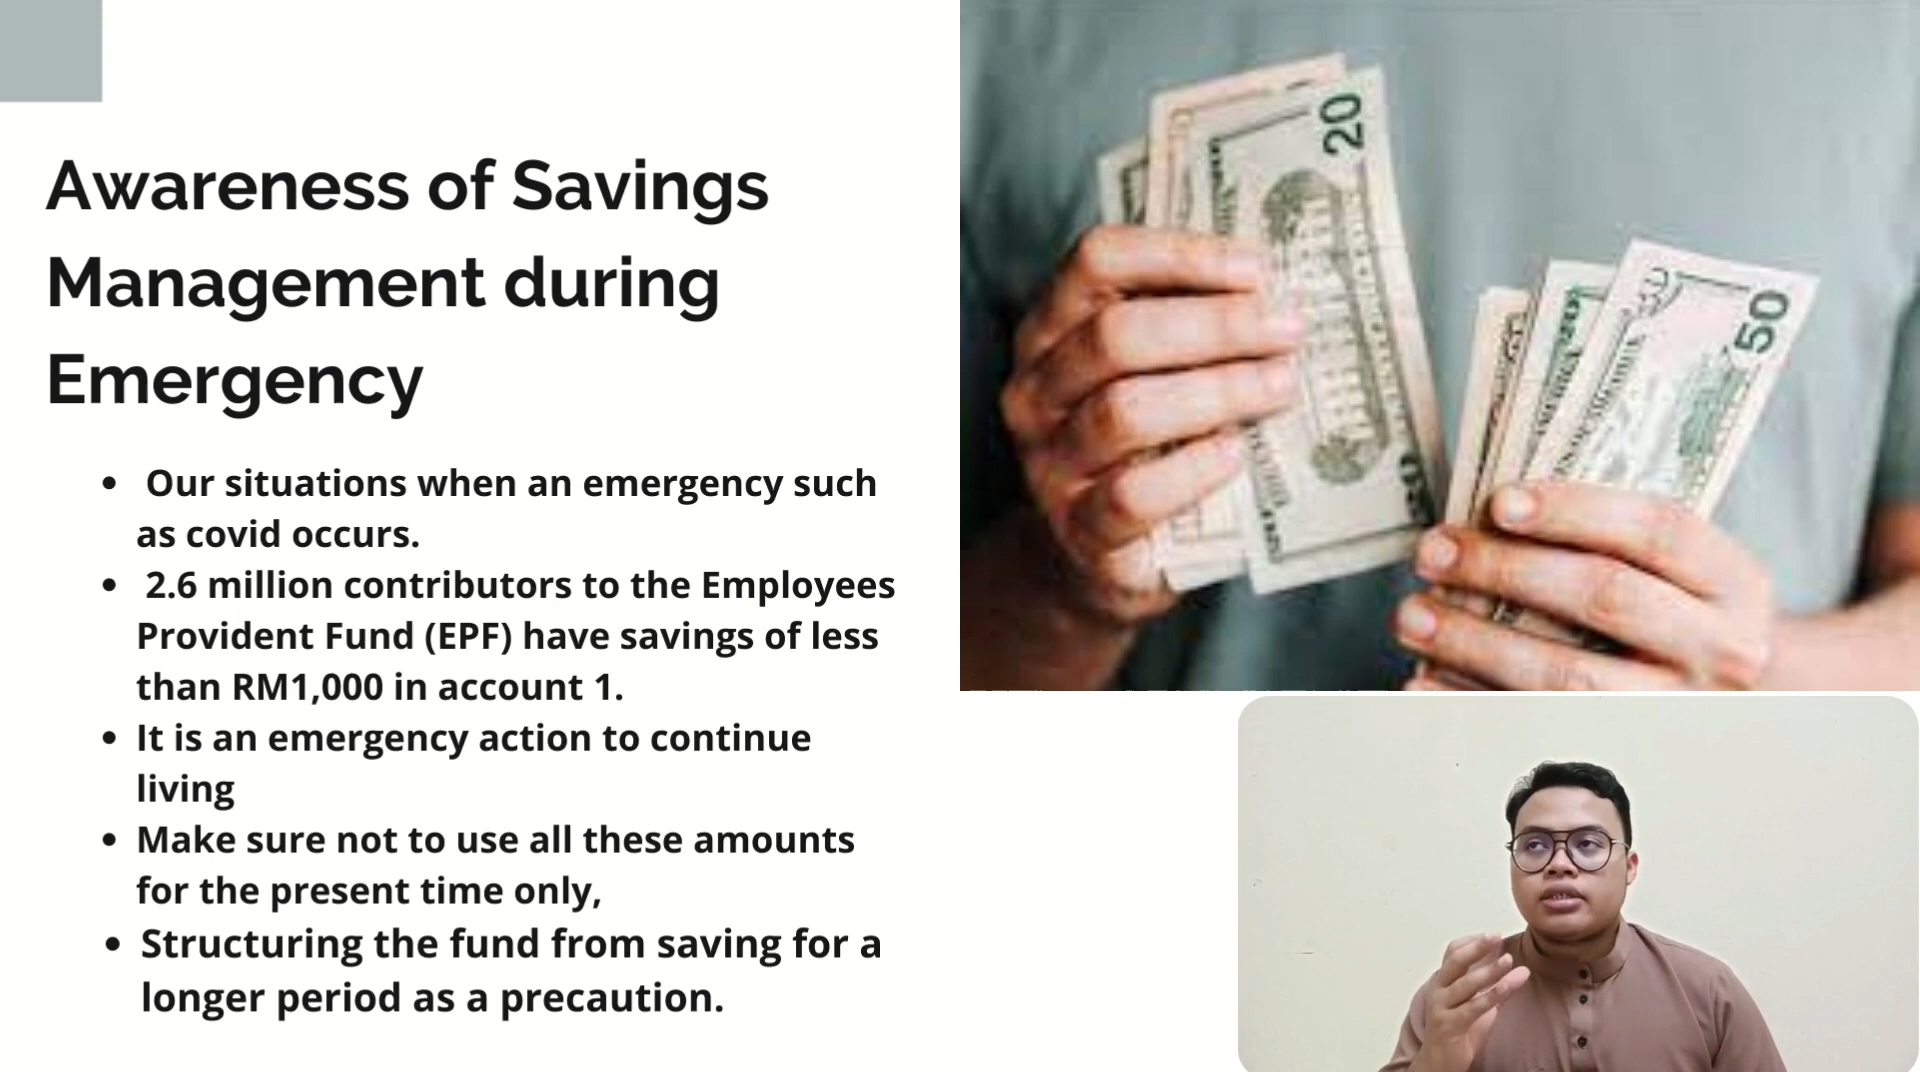 Awareness of Savings
Management during
Emergency
• Our situations when an emergency such
as covid occurs.
• 2.6 million contributors to the Employees
Provident Fund (EPF) have savings of less
than RM1,000 in account 1.
• It is an emergency action to continue
living
• Make sure not to use all these amounts
for the present time only,
• Structuring the fund from saving for a
longer period as a precaution.
20
50